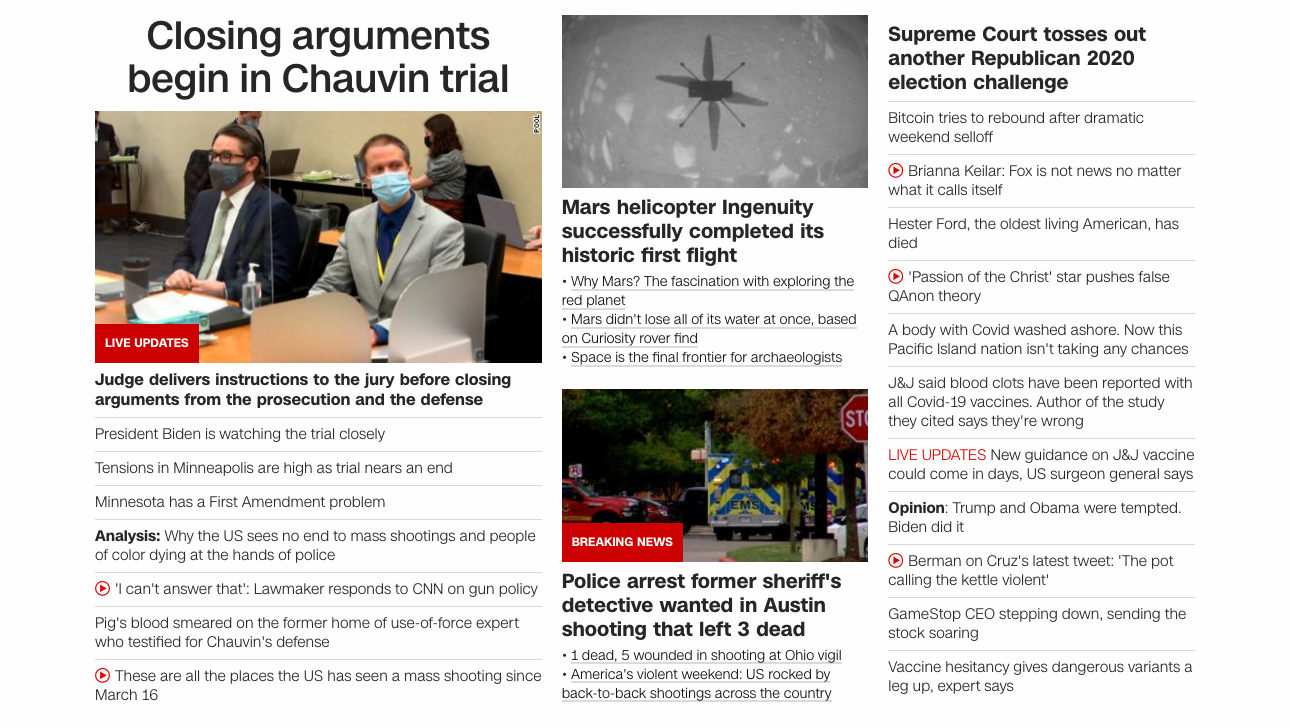 Closing arguments
begin in Chauvin trial
POOL
LIVE UPDATES
Judge delivers instructions to the jury before closing
arguments from the prosecution and the defense
President Biden is watching the trial closely
Tensions in Minneapolis are high as trial nears an end
Minnesota has a First Amendment problem
Analysis: Why the US sees no end to mass shootings and people
of color dying at the hands of police
'I can't answer that': Lawmaker responds to CNN on gun policy
Pig's blood smeared on the former home of use-of-force expert
who testified for Chauvin's defense
These are all the places the US has seen a mass shooting since
March 16
Mars helicopter Ingenuity
successfully completed its
historic first flight
• Why Mars? The fascination with exploring the
red planet
• Mars didn't lose all of its water at once, based
on Curiosity rover find
• Space is the final frontier for archaeologists
STO
EMS
BREAKING NEWS
Police arrest former sheriff's
detective wanted in Austin
shooting that left 3 dead
• 1 dead, 5 wounded in shooting at Ohio vigil
• America's violent weekend: US rocked by
back-to-back shootings across the country
Supreme Court tosses out
another Republican 2020
election challenge
Bitcoin tries to rebound after dramatic
weekend selloff
Brianna Keilar: Fox is not news no matter
what it calls itself
Hester Ford, the oldest living American, has
died
'Passion of the Christ' star pushes false
QAnon theory
A body with Covid washed ashore. Now this
Pacific Island nation isn't taking any chances
J&J said blood clots have been reported with
all Covid-19 vaccines. Author of the study
they cited says they're wrong
LIVE UPDATES New guidance on J&J vaccine
could come in days, US surgeon general says
Opinion: Trump and Obama were tempted.
Biden did it
Berman on Cruz's latest tweet: 'The pot
calling the kettle violent'
GameStop CEO stepping down, sending the
stock soaring
Vaccine hesitancy gives dangerous variants a
leg up, expert says